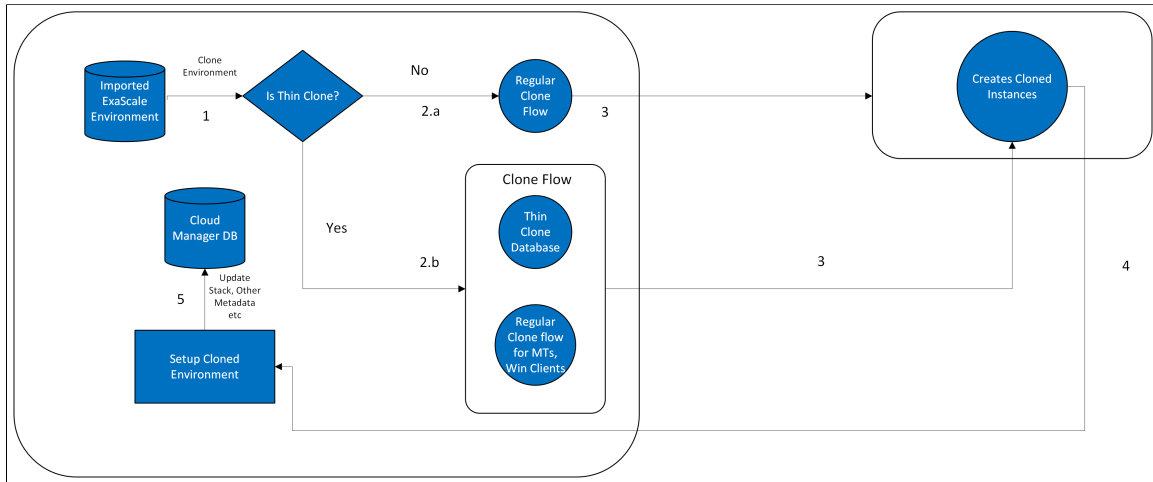 Imported
ExaScale
Environment
Clone
Environment
1
Is Thin Clone?
No
2.a
Regular
Clone
Flow
3
Creates Cloned
Instances
Yes
2.b
Clone Flow
Thin
Clone
Database
Regular
Clone flow
for MTs,
Win Clients
3
4
Setup Cloned
Environment
5
Update
Stack, Other
Metadata
etc
Cloud
Manager DB